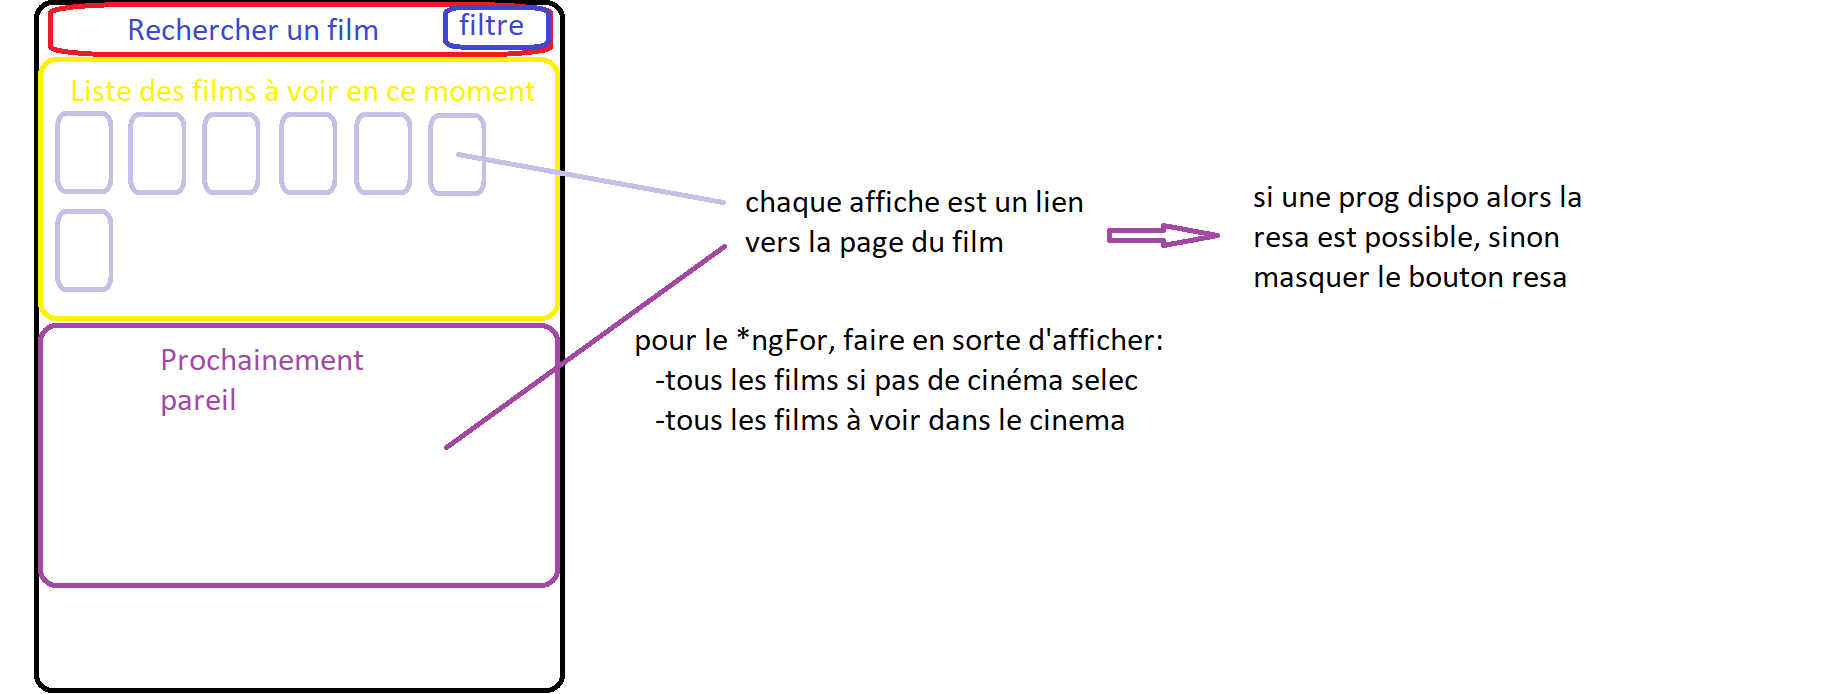 Rechercher un film
filtre
Liste des films à voir en ce moment
chaque affiche est un lien
vers la page du film
si une prog dispo alors la
resa est possible, sinon
masquer le bouton resa
pour le *ngFor, faire en sorte d'afficher:
-tous les films si pas de cinéma selec
-tous les films à voir dans le cinema
Prochainement
pareil